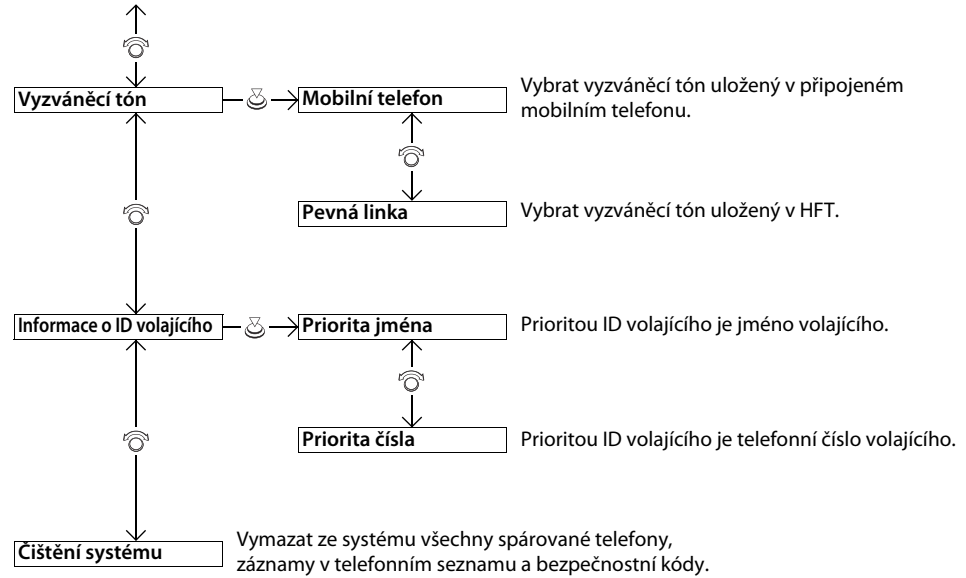 Vyzváněcí tón
Mobilní telefon
Vybrat vyzváněcí tón uložený v připojeném
mobilním telefonu.
Pevná linka
Vybrat vyzváněcí tón uložený v HFT.
Informace o ID volajícího
Priorita jména
Prioritou ID volajícího je jméno volajícího.
Priorita čísla
Prioritou ID volajícího je telefonní číslo volajícího.
Čištění systému
Vymazat ze systému všechny spárované telefony,
záznamy v telefonním seznamu a bezpečnostní kódy.